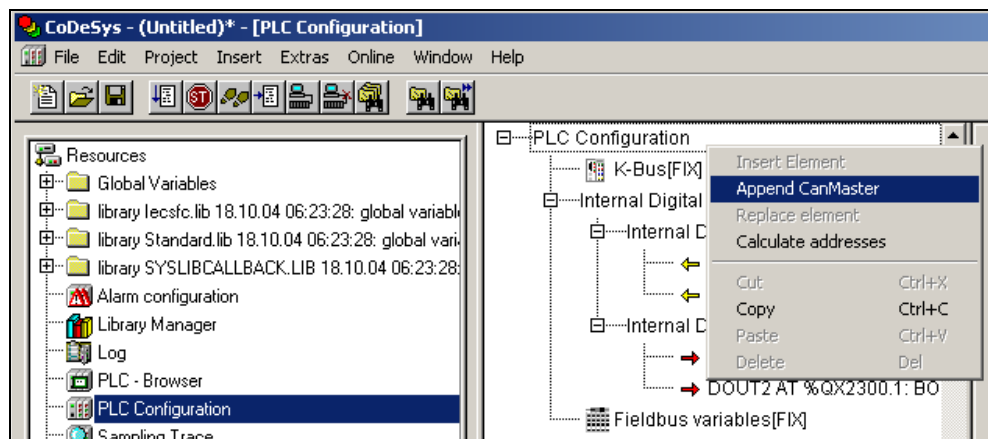 CoDeSys - (Untitled)* - [PLC Configuration]
File Edit Project Insert Extras Online Window Help
Resources
Global Variables
library Iecsfc.lib 18.10.04 06:23:28: global variabl
library Standard.lib 18.10.04 06:23:28: global vari
library SYSLIBCALLBACK.LIB 18.10.04 06:23:28:
Alarm configuration
Library Manager
Log
PLC - Browser
PLC Configuration
Sampling Trace
PLC Configuration
K-Bus[FIX]
Internal Digital
Internal D
Internal D
DOUT2 AT %QX2300.1: BO
Fieldbus variables[FIX]
Insert Element
Append CanMaster
Replace element
Calculate addresses
Cut Ctrl+X
Copy Ctrl+C
Paste Ctrl+V
Delete Del